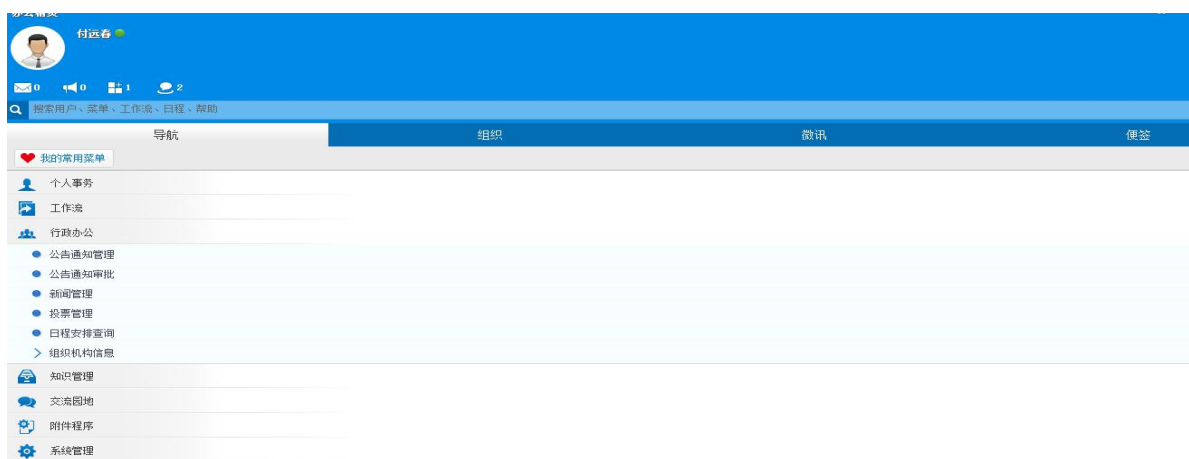 付远春
0 0 1 2
搜索用户、菜单、工作流、日程、帮助
导航 组织 微讯 便签
我的常用菜单
个人事务
工作流
行政办公
公告通知管理
公告通知审批
新闻管理
投票管理
日程安排查询
组织机构信息
知识管理
交流园地
附件程序
系统管理